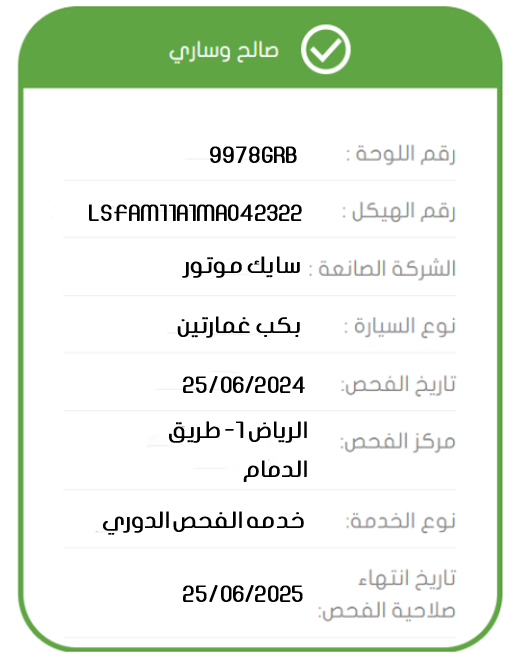 صالح وساري
رقم اللوحة : 9978GRB
رقم الهيكل : LSFAM11A1MA042322
الشركة الصانعة : سايك موتور
نوع السيارة : بكب غمارتين
تاريخ الفحص: 25/06/2024
مركز الفحص: الرياض 1- طريق
الدمام
نوع الخدمة: خدمه الفحص الدوري
تاريخ انتهاء
صلاحية الفحص: 25/06/2025